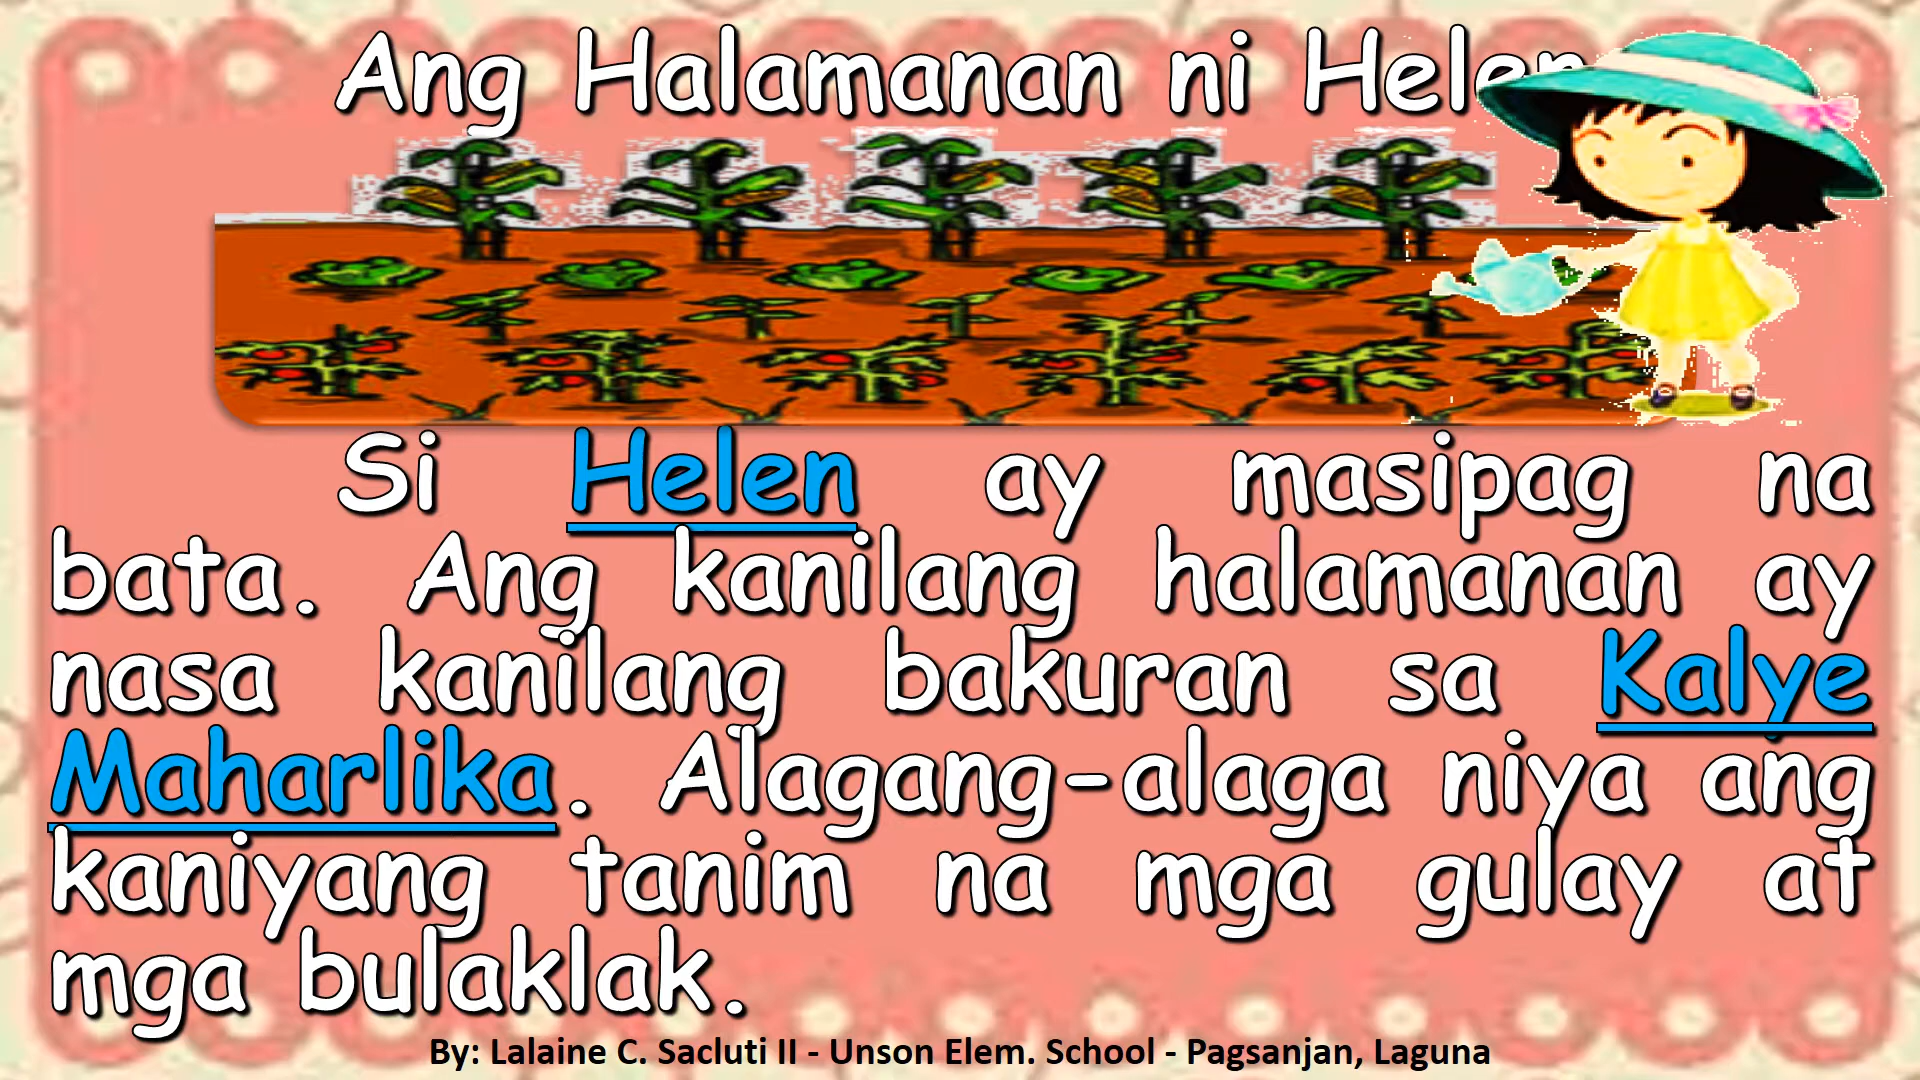 Ang Halamanan ni Helen
Si Helen ay masipag na
bata. Ang kanilang halamanan ay
nasa kanilang bakuran sa Kalye
Maharlika. Alagang-alaga niya ang
kaniyang tanim na mga gulay at
mga bulaklak.
By: Lalaine C. Sacluti II - Unson Elem. School - Pagsanjan, Laguna